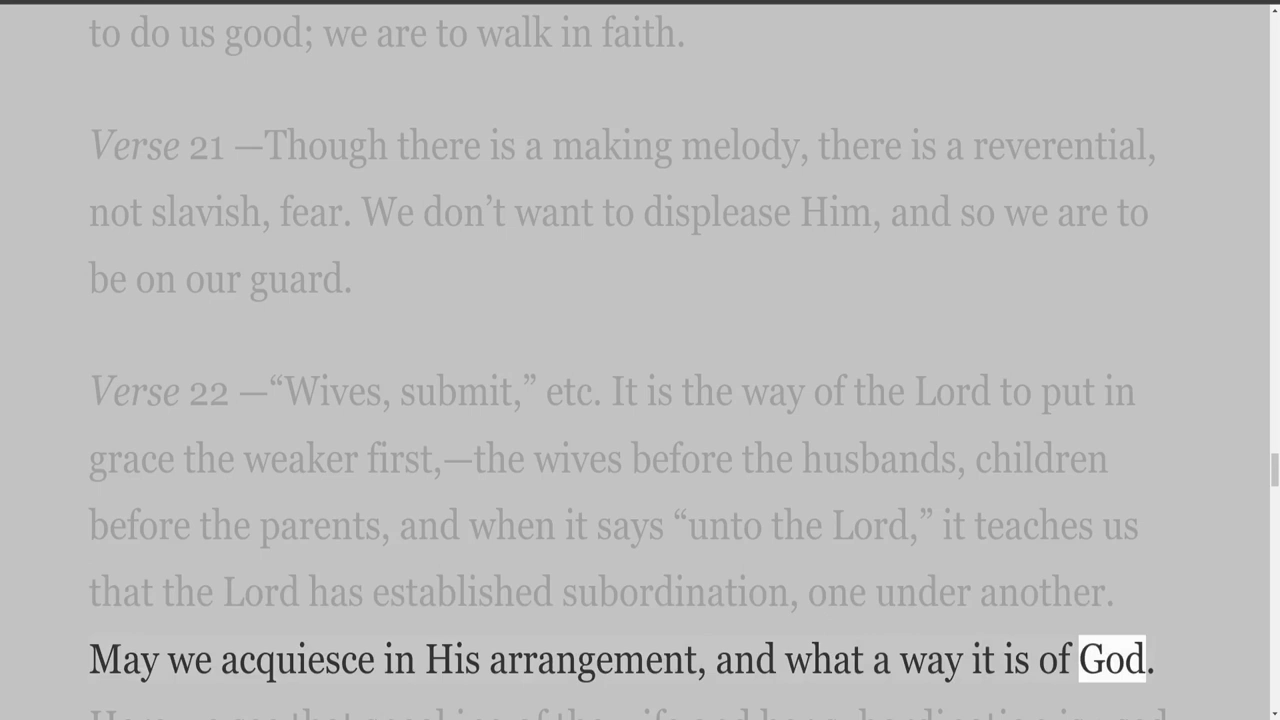 to do us good; we are to walk in faith.
Verse 21 —Though there is a making melody, there is a reverential,
not slavish, fear. We don’t want to displease Him, and so we are to
be on our guard.
Verse 22 —“Wives, submit,” etc. It is the way of the Lord to put in
grace the weaker first,—the wives before the husbands, children
before the parents, and when it says “unto the Lord,” it teaches us
that the Lord has established subordination, one under another.
May we acquiesce in His arrangement, and what a way it is of God.